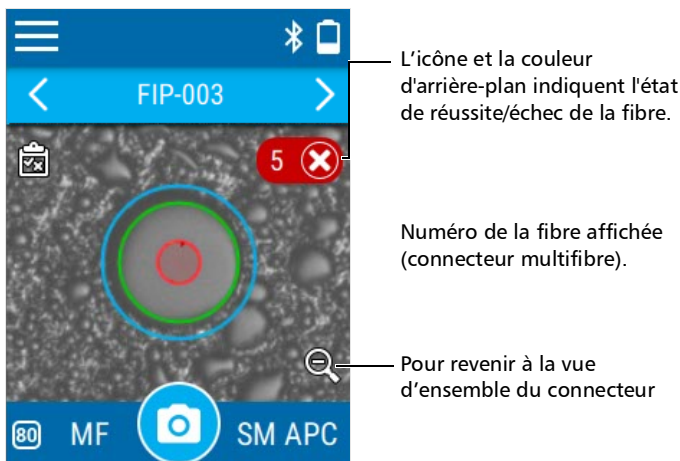 FIP-003
5
L'icône et la couleur
d'arrière-plan indiquent l'état
de réussite/échec de la fibre.
Numéro de la fibre affichée
(connecteur multifibre).
Pour revenir à la vue
d'ensemble du connecteur
80 MF SM APC